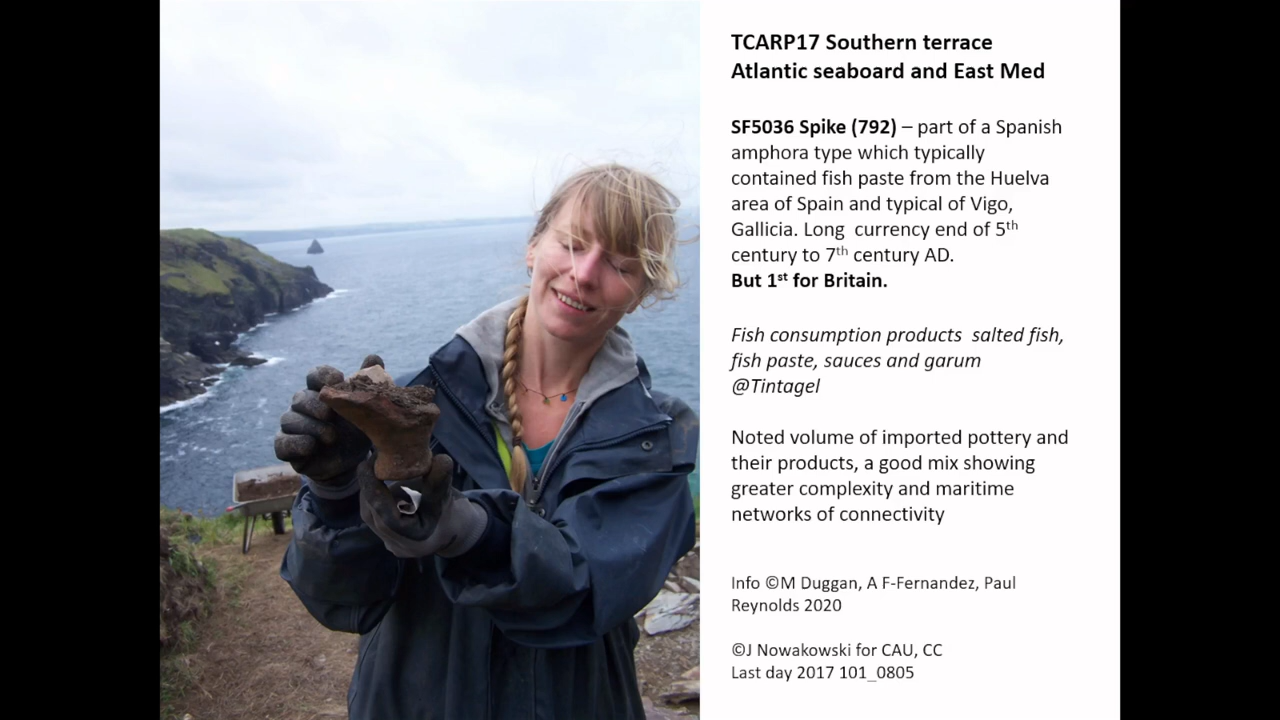 TCARP17 Southern terrace
Atlantic seaboard and East Med
SF5036 Spike (792) – part of a Spanish
amphora type which typically
contained fish paste from the Huelva
area of Spain and typical of Vigo,
Gallicia. Long  currency end of 5th
century to 7th century AD.
But 1st for Britain.
Fish consumption products  salted fish,
fish paste, sauces and garum
@Tintagel
Noted volume of imported pottery and
their products, a good mix showing
greater complexity and maritime
networks of connectivity
Info ©M Duggan, A F-Fernandez, Paul
Reynolds 2020
©J Nowakowski for CAU, CC
Last day 2017 101_0805